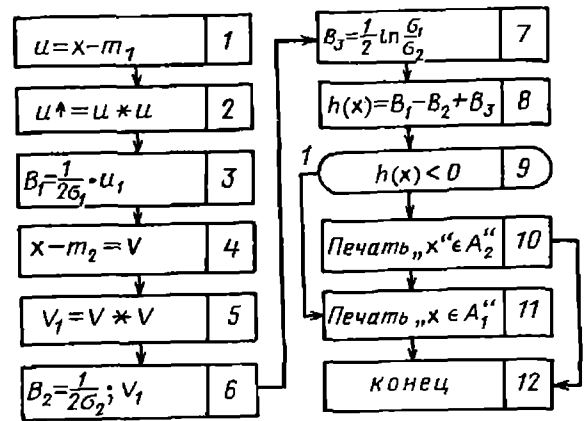 u=x-m₁ 1
u↑=u*u 2
B₁=1/2σ₁·u₁ 3
x-m₂=v 4
V₁=V*V 5
B₂=1/2σ₂; V₁ 6
B₃=1/2 ln σ₁/σ₂ 7
h(x)=B₁-B₂+B₃ 8
1
h(x)<0 9
Печать „x“ϵA₂“ 10
Печать „x ϵ A₁“ 11
конец 12